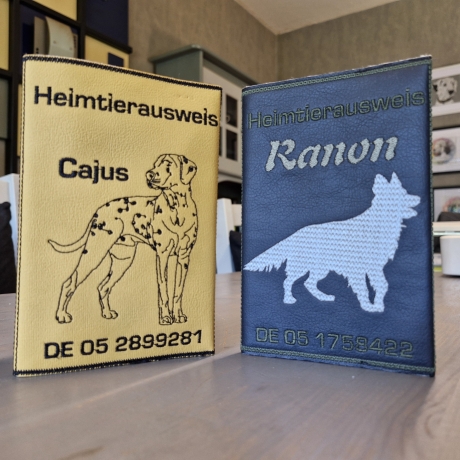 Heimtierausweis
Cajus
DE 05 2899281
Heimtierausweis
Ranon
DE 05 1759422